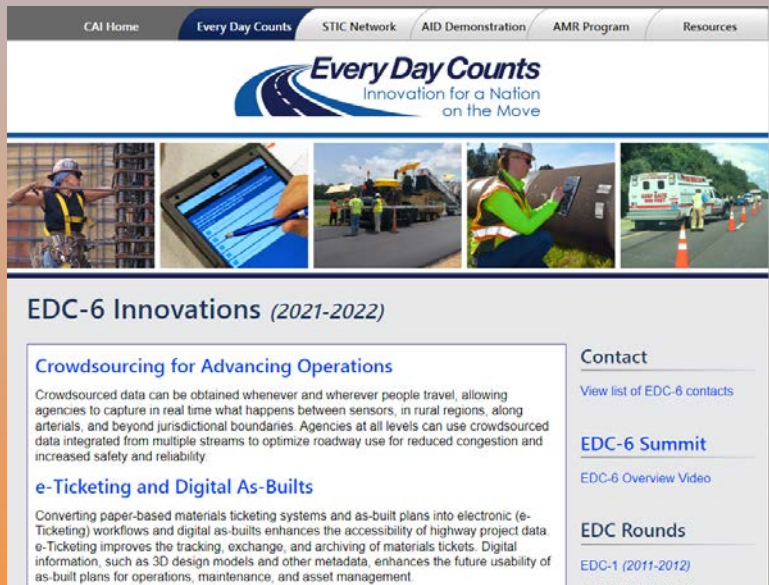 CAI Home
Every Day Counts
STIC Network
AID Demonstration
AMR Program
Resources
Every Day Counts
Innovation for a Nation
on the Move
EDC-6 Innovations (2021-2022)
Crowdsourcing for Advancing Operations
Crowdsourced data can be obtained whenever and wherever people travel, allowing
agencies to capture in real time what happens between sensors, in rural regions, along
arterials, and beyond jurisdictional boundaries. Agencies at all levels can use crowdsourced
data integrated from multiple streams to optimize roadway use for reduced congestion and
increased safety and reliability.
e-Ticketing and Digital As-Builts
Converting paper-based materials ticketing systems and as-built plans into electronic (e-
Ticketing) workflows and digital as-builts enhances the accessibility of highway project data.
e-Ticketing improves the tracking, exchange, and archiving of materials tickets. Digital
information, such as 3D design models and other metadata, enhances the future usability of
as-built plans for operations, maintenance, and asset management.
Contact
View list of EDC-6 contacts
EDC-6 Summit
EDC-6 Overview Video
EDC Rounds
EDC-1 (2011-2012)